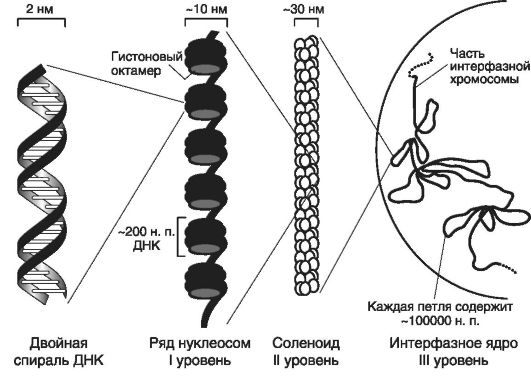 2 нм
~10 нм
~30 нм
Гистоновый
октамер
Часть
интерфазной
хромосомы
~200 н. п.
ДНК
Каждая петля содержит
~100000 н. п.
Двойная
спираль ДНК
Ряд нуклеосом
I уровень
Соленоид
II уровень
Интерфазное ядро
III уровень